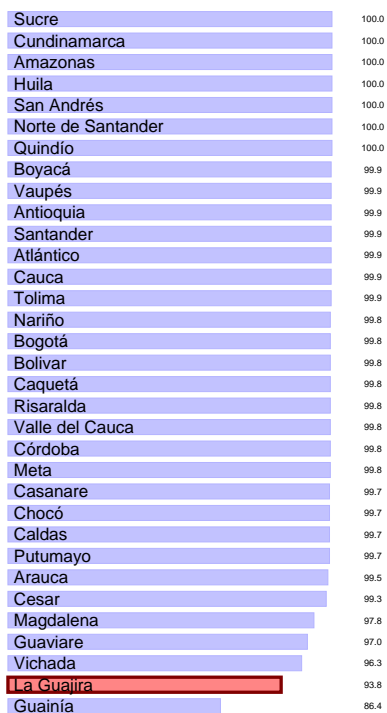 Sucre 100.0
Cundinamarca 100.0
Amazonas 100.0
Huila 100.0
San Andrés 100.0
Norte de Santander 100.0
Quindío 100.0
Boyacá 99.9
Vaupés 99.9
Antioquia 99.9
Santander 99.9
Atlántico 99.9
Cauca 99.9
Tolima 99.9
Nariño 99.8
Bogotá 99.8
Bolivar 99.8
Caquetá 99.8
Risaralda 99.8
Valle del Cauca 99.8
Córdoba 99.8
Meta 99.8
Casanare 99.7
Chocó 99.7
Caldas 99.7
Putumayo 99.7
Arauca 99.5
Cesar 99.3
Magdalena 97.8
Guaviare 97.0
Vichada 96.3
La Guajira 93.8
Guainía 86.4